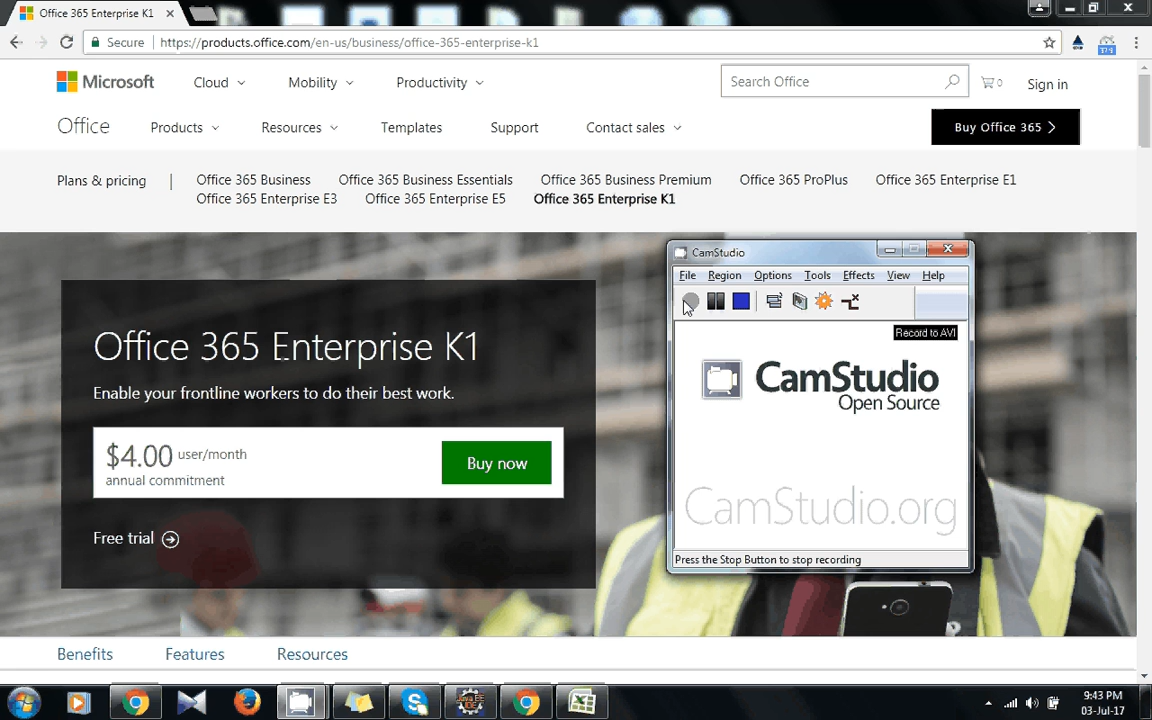 Office 365 Enterprise K1
Secure | https://products.office.com/en-us/business/office-365-enterprise-k1
Microsoft Cloud Mobility Productivity Search Office 0 Sign in
Office Products Resources Templates Support Contact sales Buy Office 365
Plans & pricing | Office 365 Business Office 365 Business Essentials Office 365 Business Premium Office 365 ProPlus Office 365 Enterprise E1
Office 365 Enterprise E3 Office 365 Enterprise E5 Office 365 Enterprise K1
Office 365 Enterprise K1
Enable your frontline workers to do their best work.
$4.00 user/month
annual commitment
Buy now
Free trial
CamStudio
File Region Options Tools Effects View Help
Record to AVI
CamStudio
Open Source
CamStudio.org
Press the Stop Button to stop recording
Benefits Features Resources
9:43 PM
03-Jul-17